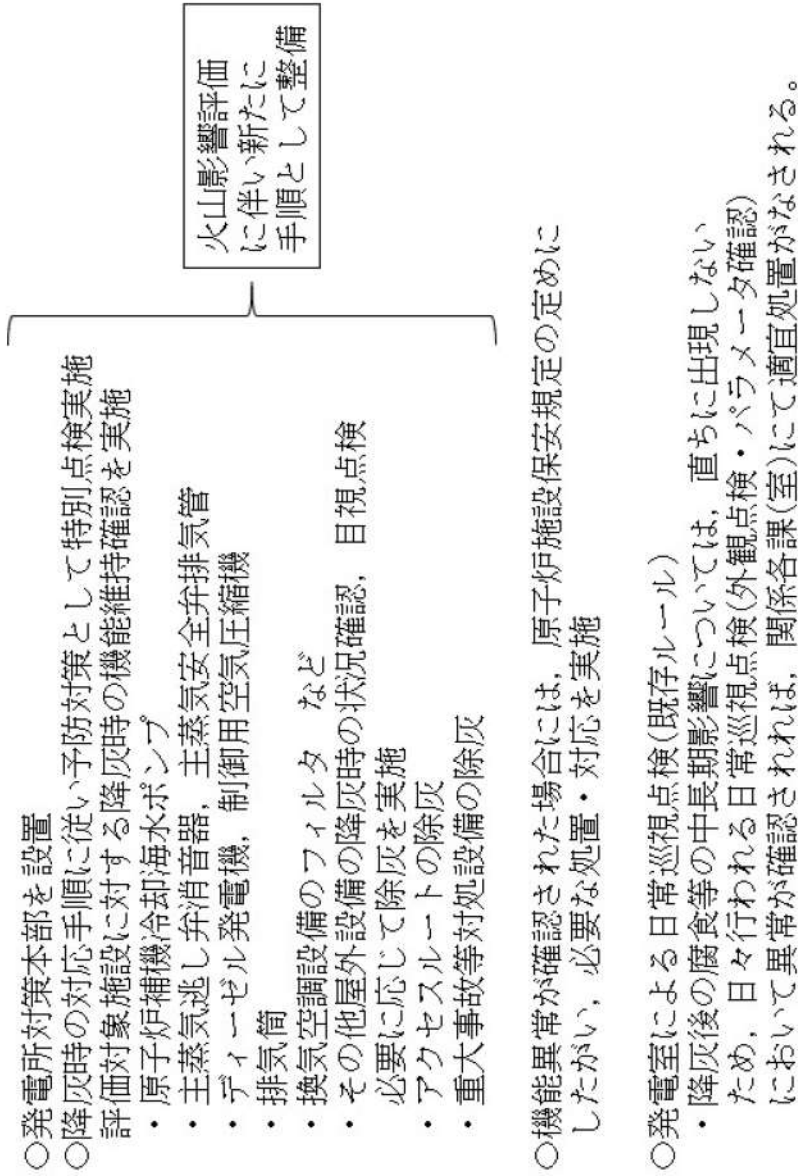 ○発電所対策本部を設置
○降灰時の対応手順に従い予防対策として特別点検実施
評価対象施設に対する降灰時の機能維持確認を実施
・原子炉補機冷却海水ポンプ
・主蒸気逃し弁消音器，主蒸気安全弁排気管
・ディーゼル発電機，制御用空気圧縮機
・排気筒
・換気空調設備のフィルタ　など
・その他屋外設備の降灰時の状況確認，目視点検
必要に応じて除灰を実施
・アクセスルートの除灰
・重大事故等対処設備の除灰
火山影響評価
に伴い新たに
手順として整備
○機能異常が確認された場合には，原子炉施設保安規定の定めに
したがい，必要な処置・対応を実施
○発電室による日常巡視点検(既存ルール)
・降灰後の腐食等の中長期影響については，直ちに出現しない
ため，日々行われる日常巡視点検(外観点検・パラメータ確認)
において異常が確認されれば，関係各課(室)にて適宜処置がなされる。